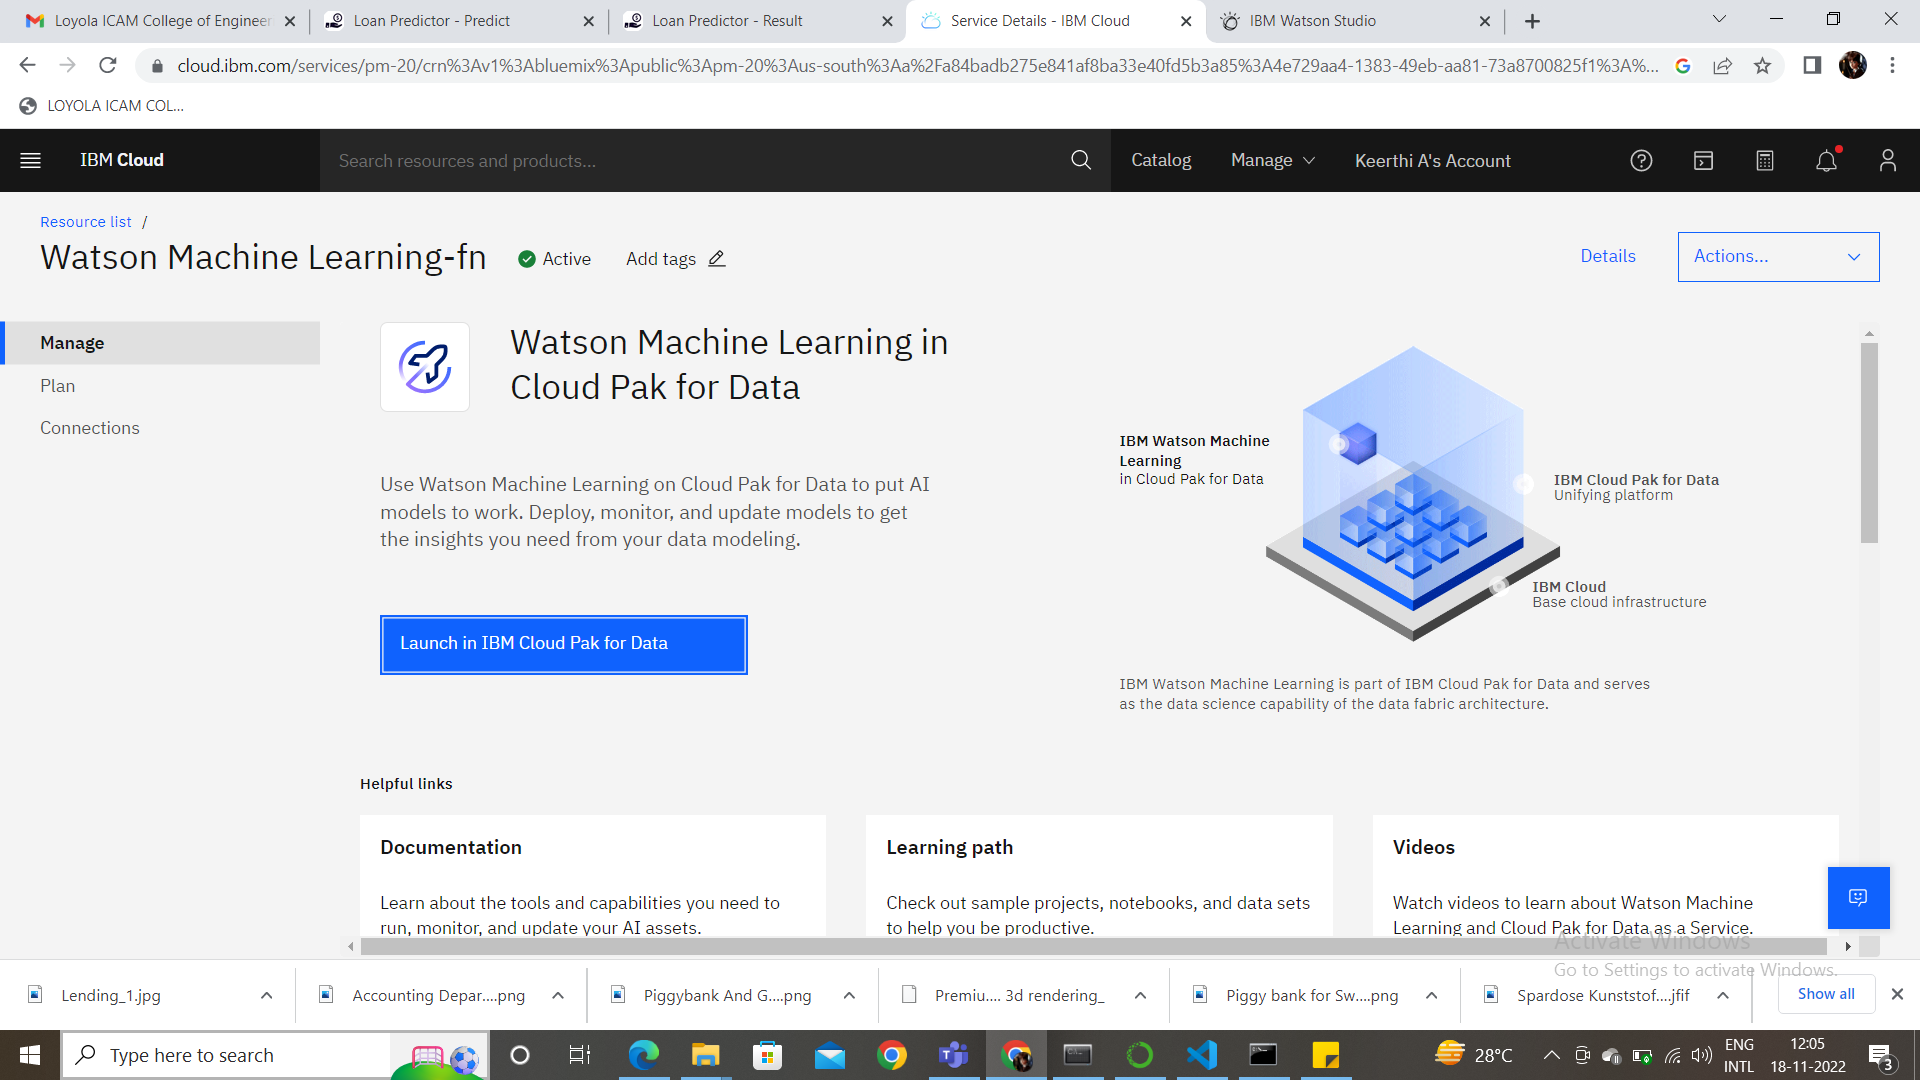 Loyola ICAM College of Engineer
Loan Predictor - Predict
Loan Predictor - Result
Service Details - IBM Cloud
IBM Watson Studio
cloud.ibm.com/services/pm-20/crn%3Av1%3Abluemix%3Apublic%3Apm-20%3Aus-south%3Aa%2Fa84badb275e841af8ba33e40fd5b3a85%3A4e729aa4-1383-49eb-aa81-73a8700825f1%3A%...
LOYOLA ICAM COL...
IBM Cloud
Search resources and products...
Catalog
Manage
Keerthi A's Account
Resource list /
Watson Machine Learning-fn
Active
Add tags
Details
Actions...
Manage
Plan
Connections
Watson Machine Learning in
Cloud Pak for Data
Use Watson Machine Learning on Cloud Pak for Data to put AI
models to work. Deploy, monitor, and update models to get
the insights you need from your data modeling.
Launch in IBM Cloud Pak for Data
IBM Watson Machine
Learning
in Cloud Pak for Data
IBM Cloud Pak for Data
Unifying platform
IBM Cloud
Base cloud infrastructure
IBM Watson Machine Learning is part of IBM Cloud Pak for Data and serves
as the data science capability of the data fabric architecture.
Helpful links
Documentation
Learn about the tools and capabilities you need to
run, monitor, and update your AI assets.
Learning path
Check out sample projects, notebooks, and data sets
to help you be productive.
Videos
Watch videos to learn about Watson Machine
Learning and Cloud Pak for Data as a Service.
Activate Windows
Go to Settings to activate Windows.
Lending_1.jpg
Accounting Depar....png
Piggybank And G....png
Premiu.... 3d rendering_
Piggy bank for Sw....png
Spardose Kunststof....jfif
Show all
Type here to search
28°C
ENG
INTL
12:05
18-11-2022
3